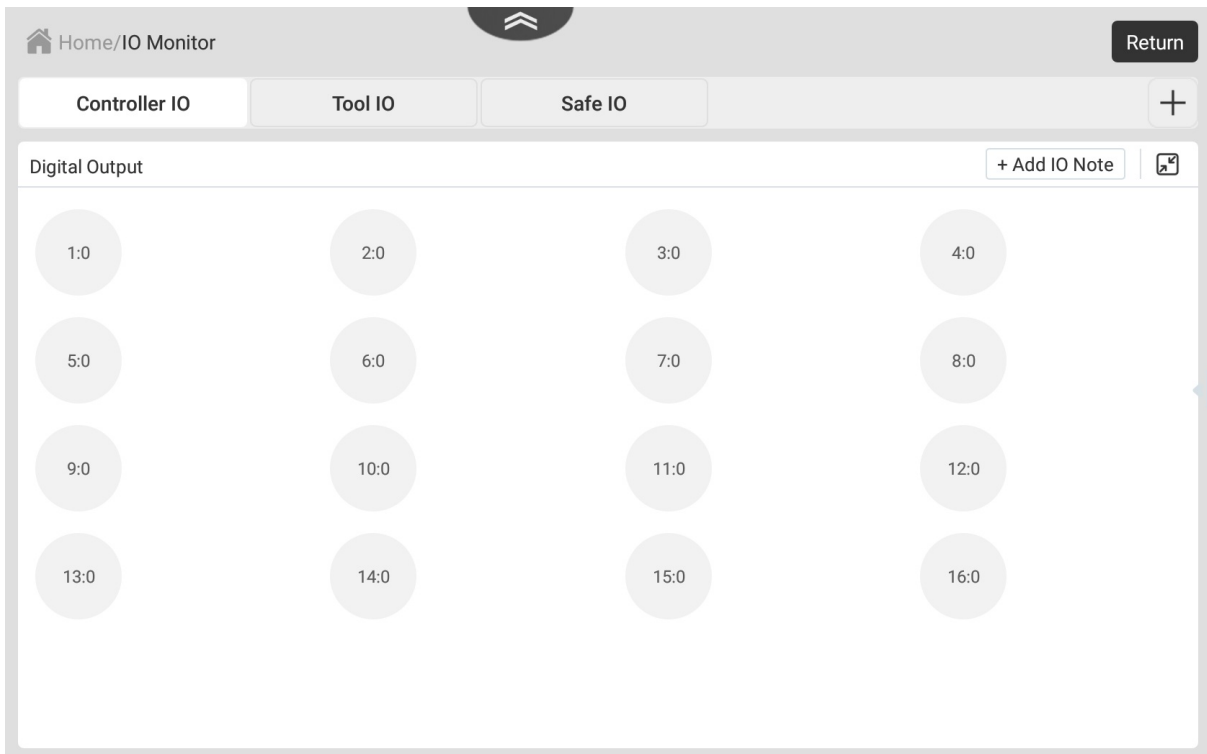 Home/IO Monitor
Return
Controller IO Tool IO Safe IO
Digital Output + Add IO Note
1:0 2:0 3:0 4:0
5:0 6:0 7:0 8:0
9:0 10:0 11:0 12:0
13:0 14:0 15:0 16:0